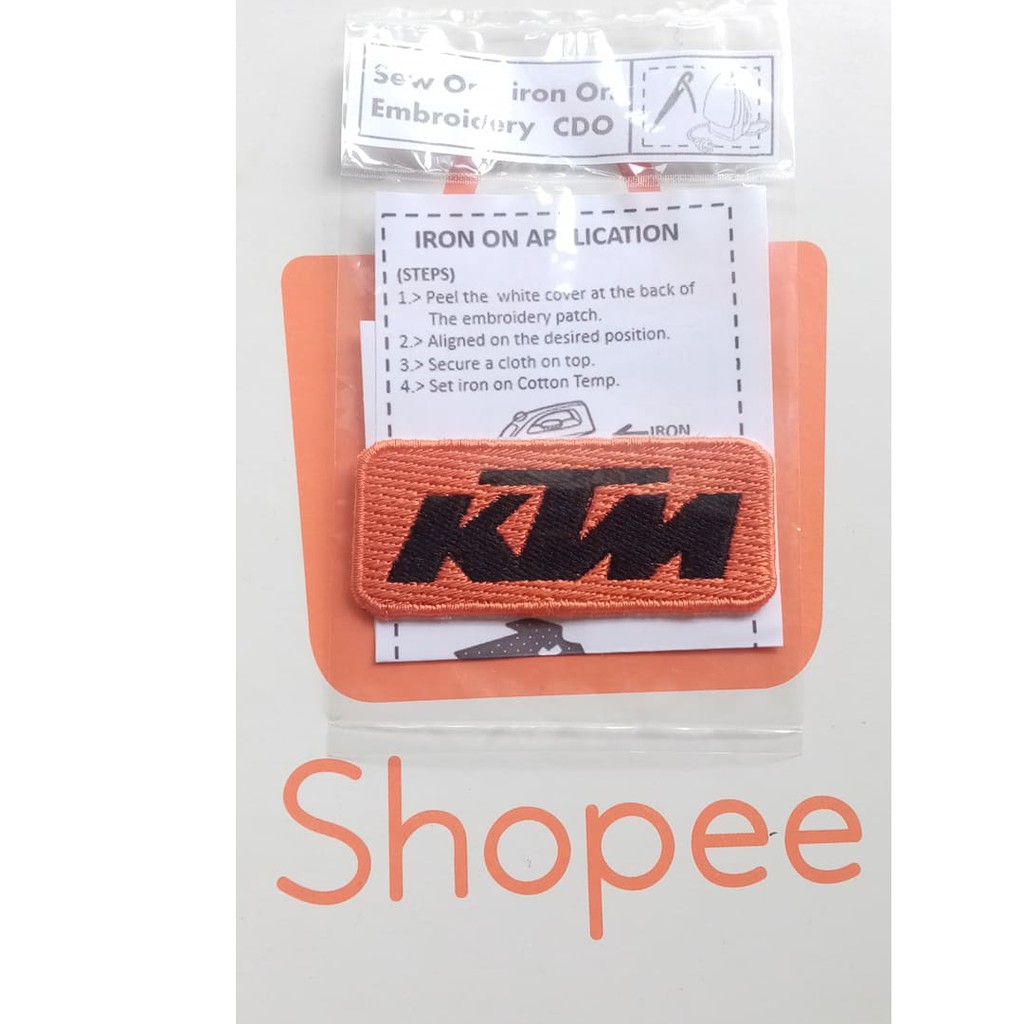 Sew On iron On
Embroidery CDO
IRON ON APPLICATION
(STEPS)
1.> Peel the white cover at the back of
The embroidery patch.
2.> Aligned on the desired position.
3.> Secure a cloth on top.
4.> Set iron on Cotton Temp.
IRON
KTM
Shopee